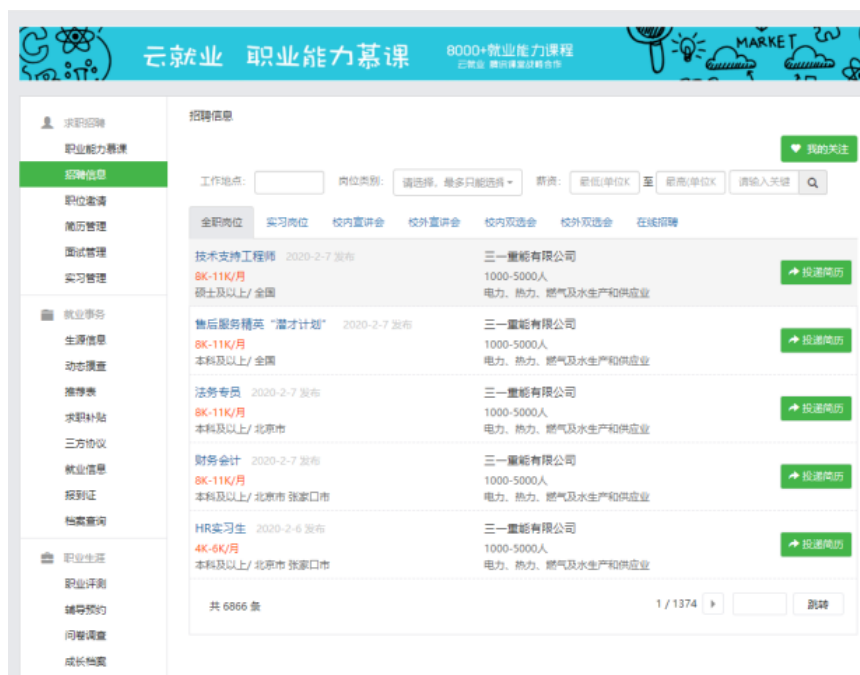 云就业 职业能力慕课
8000+就业能力课程
云就业 腾讯课堂战略合作
MARKET
求职招聘
职业能力慕课
招聘信息
职位邀请
简历管理
面试管理
实习管理
就业事务
生源信息
动态摸查
推荐表
求职补贴
三方协议
就业信息
报到证
档案查询
职业生涯
职业评测
辅导预约
问卷调查
成长档案
招聘信息
我的关注
工作地点: 岗位类别: 请选择，最多只能选择 薪资: 最低(单位K 至 最高(单位K 请输入关键
全职岗位 实习岗位 校内宣讲会 校外宣讲会 校内双选会 校外双选会 在线招聘
技术支持工程师 2020-2-7 发布 三一重能有限公司
8K-11K/月 1000-5000人 投递简历
硕士及以上/ 全国 电力、热力、燃气及水生产和供应业
售后服务精英“潜才计划” 2020-2-7 发布 三一重能有限公司
8K-11K/月 1000-5000人 投递简历
本科及以上/ 全国 电力、热力、燃气及水生产和供应业
法务专员 2020-2-7 发布 三一重能有限公司
8K-11K/月 1000-5000人 投递简历
本科及以上/ 北京市 电力、热力、燃气及水生产和供应业
财务会计 2020-2-7 发布 三一重能有限公司
8K-11K/月 1000-5000人 投递简历
本科及以上/ 北京市 张家口市 电力、热力、燃气及水生产和供应业
HR实习生 2020-2-6 发布 三一重能有限公司
4K-6K/月 1000-5000人 投递简历
本科及以上/ 北京市 张家口市 电力、热力、燃气及水生产和供应业
共 6866 条 1 / 1374 跳转